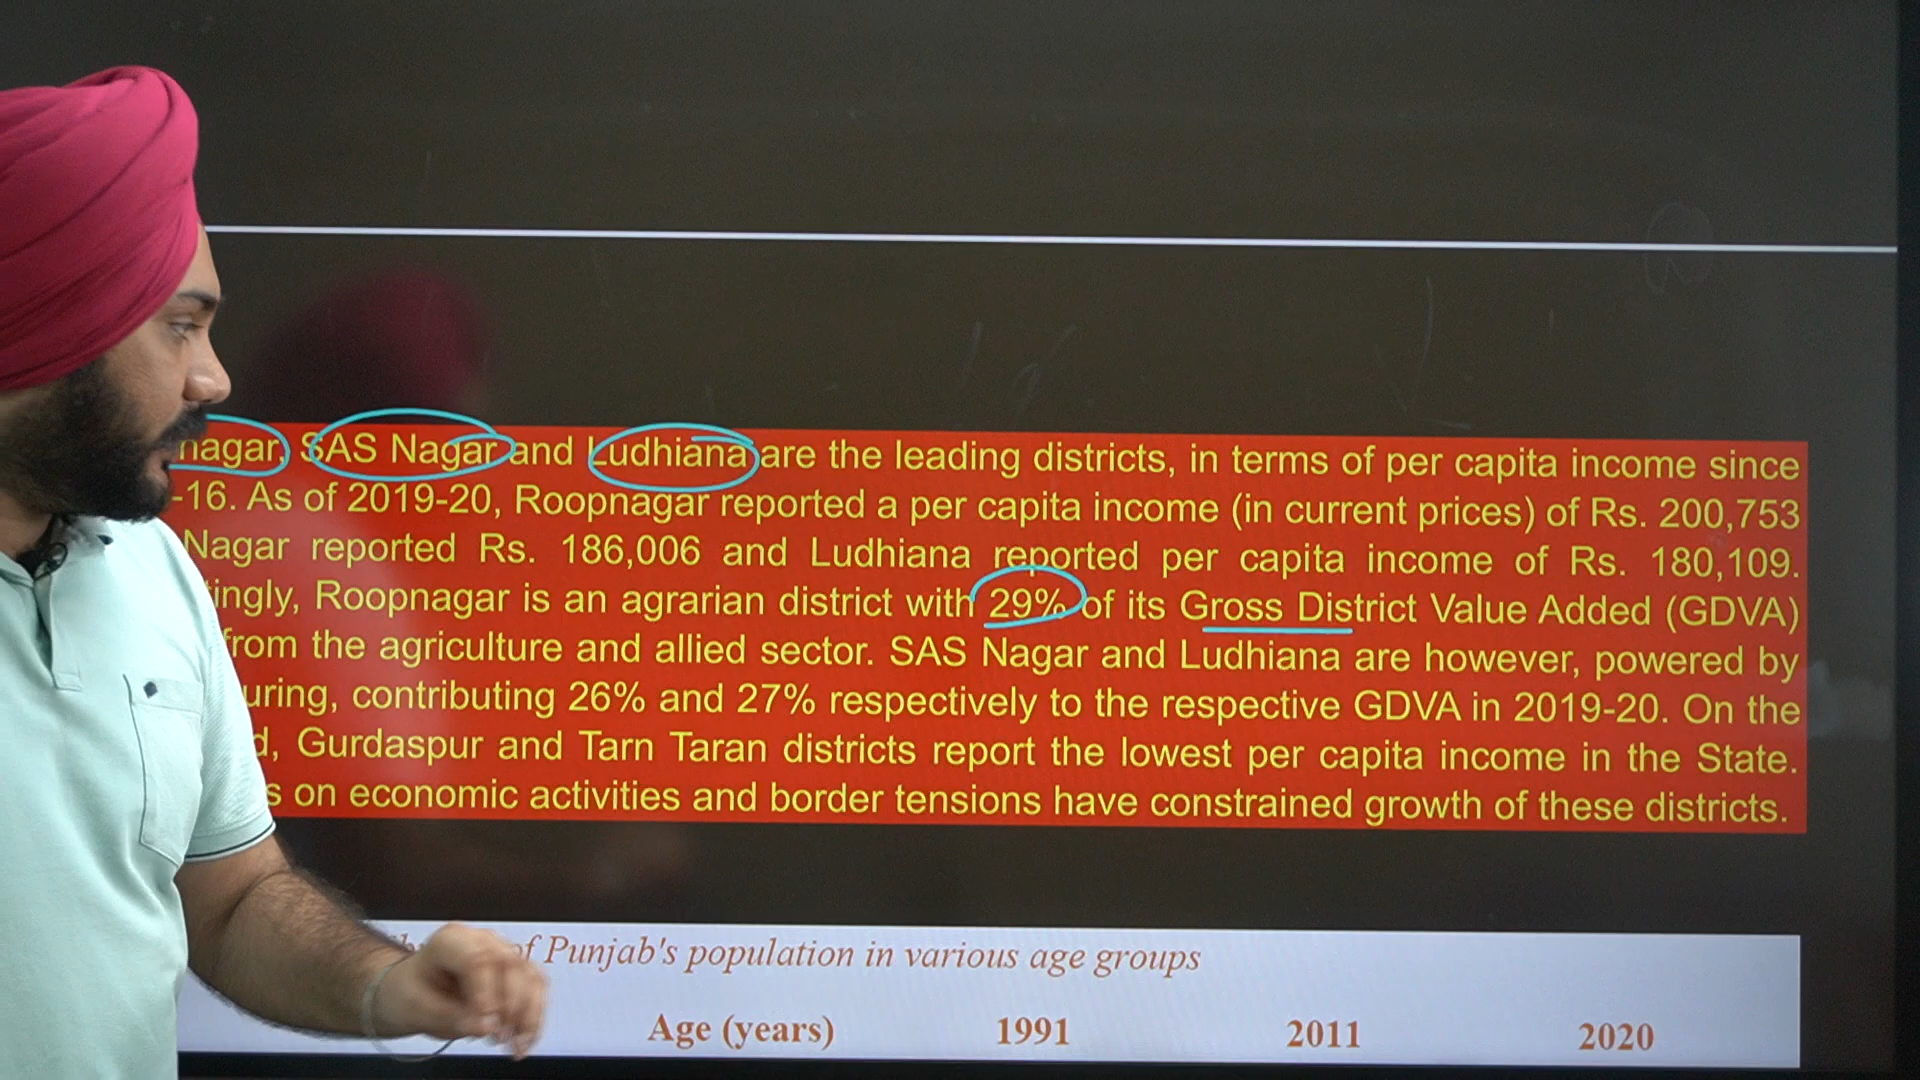 nagar, SAS Nagar and Ludhiana are the leading districts, in terms of per capita income since
-16. As of 2019-20, Roopnagar reported a per capita income (in current prices) of Rs. 200,753
Nagar reported Rs. 186,006 and Ludhiana reported per capita income of Rs. 180,109.
ingly, Roopnagar is an agrarian district with 29% of its Gross District Value Added (GDVA)
from the agriculture and allied sector. SAS Nagar and Ludhiana are however, powered by
uring, contributing 26% and 27% respectively to the respective GDVA in 2019-20. On the
d, Gurdaspur and Tarn Taran districts report the lowest per capita income in the State.
s on economic activities and border tensions have constrained growth of these districts.
of Punjab's population in various age groups
Age (years) 1991 2011 2020